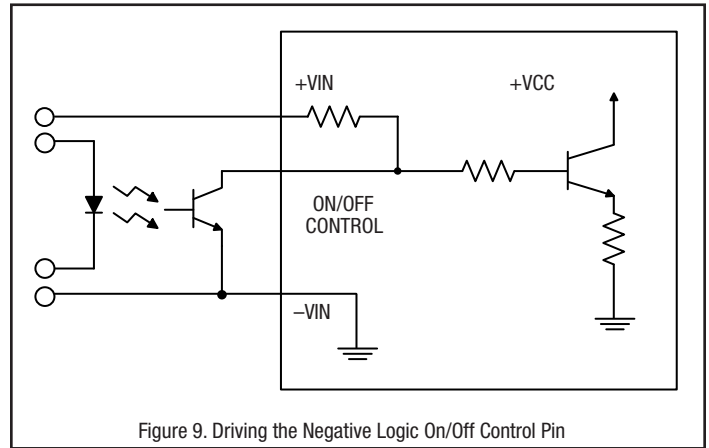 +VIN
+VCC
ON/OFF
CONTROL
–VIN
Figure 9. Driving the Negative Logic On/Off Control Pin